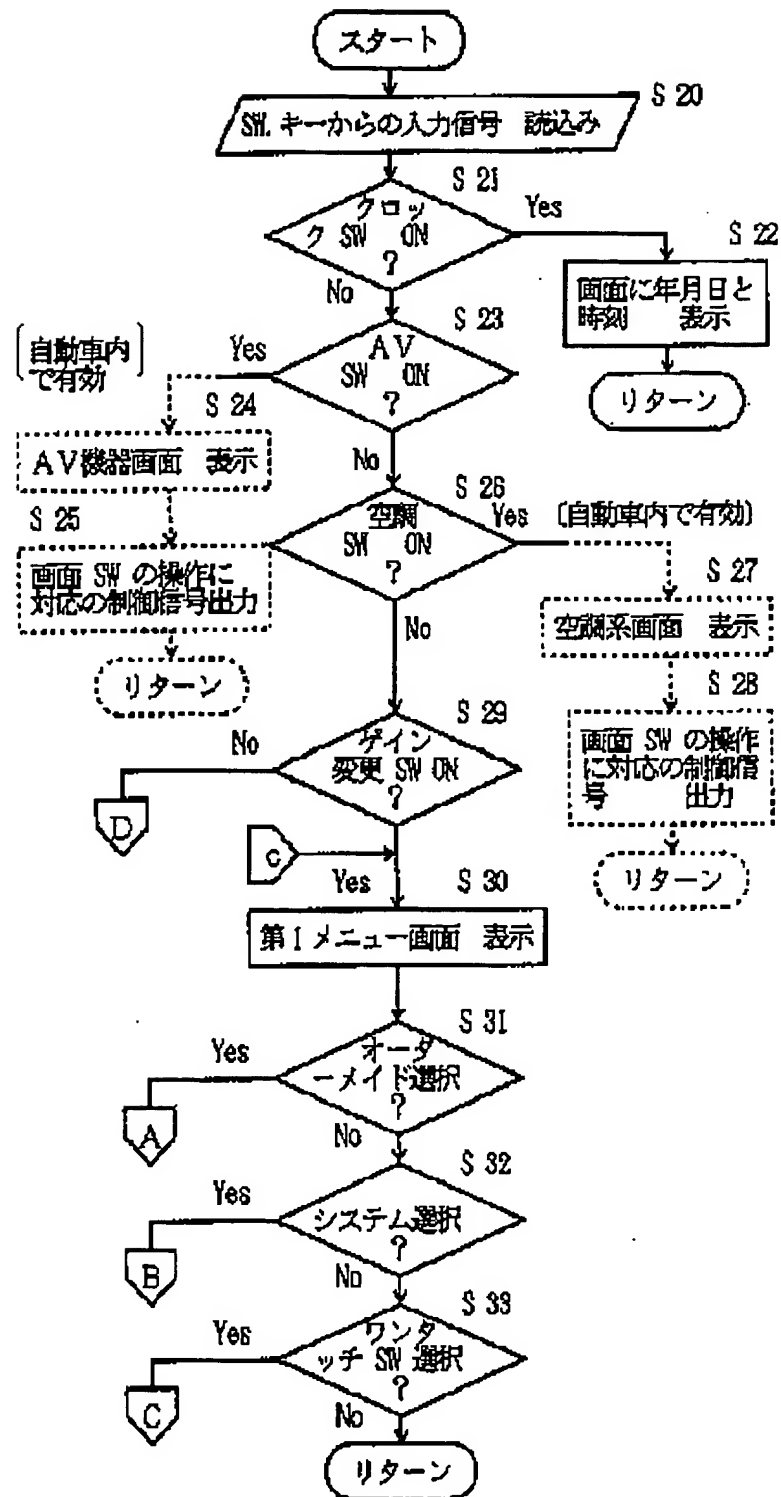 スタート
S 20
SW. キーからの入力信号 読込み
S 21
クロッ
ク SW ON
?
Yes
No
S 22
画面に年月日と
時刻 表示
リターン
S 23
AV
SW ON
?
Yes
No
〔自動車内〕
で有効
S 24
AV機器画面 表示
S 25
画面 SW の操作に
対応の制御信号出力
リターン
S 26
空調
SW ON
?
Yes
No
〔自動車内で有効〕
S 27
空調系画面 表示
S 28
画面 SW の操作
に対応の制御信
号 出力
リターン
S 29
ゲイン
変更 SW ON
?
No
D
c
Yes
S 30
第1メニュー画面 表示
S 31
オーダ
ーメイド選択
?
Yes
A
No
S 32
システム選択
?
Yes
B
No
S 33
ワンタ
ッチ SW 選択
?
Yes
C
No
リターン